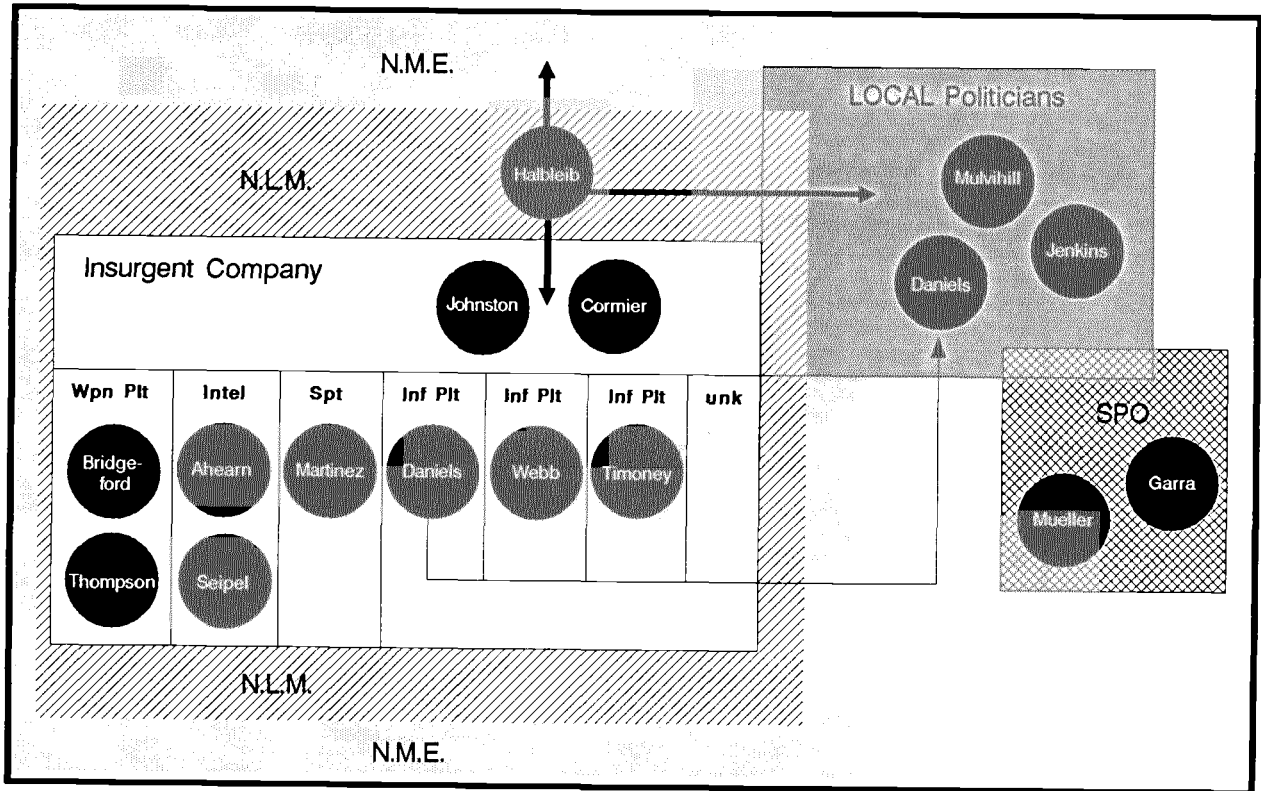 N.M.E.
LOCAL Politicians
N.L.M.
Halbleib
Mulvihill
Jenkins
Daniels
Insurgent Company
Johnston
Cormier
Wpn Plt
Intel
Spt
Inf Plt
Inf Plt
Inf Plt
unk
SPO
Bridge-
ford
Ahearn
Martinez
Daniels
Webb
Timoney
Garra
Mueller
Thompson
Seipel
N.L.M.
N.M.E.